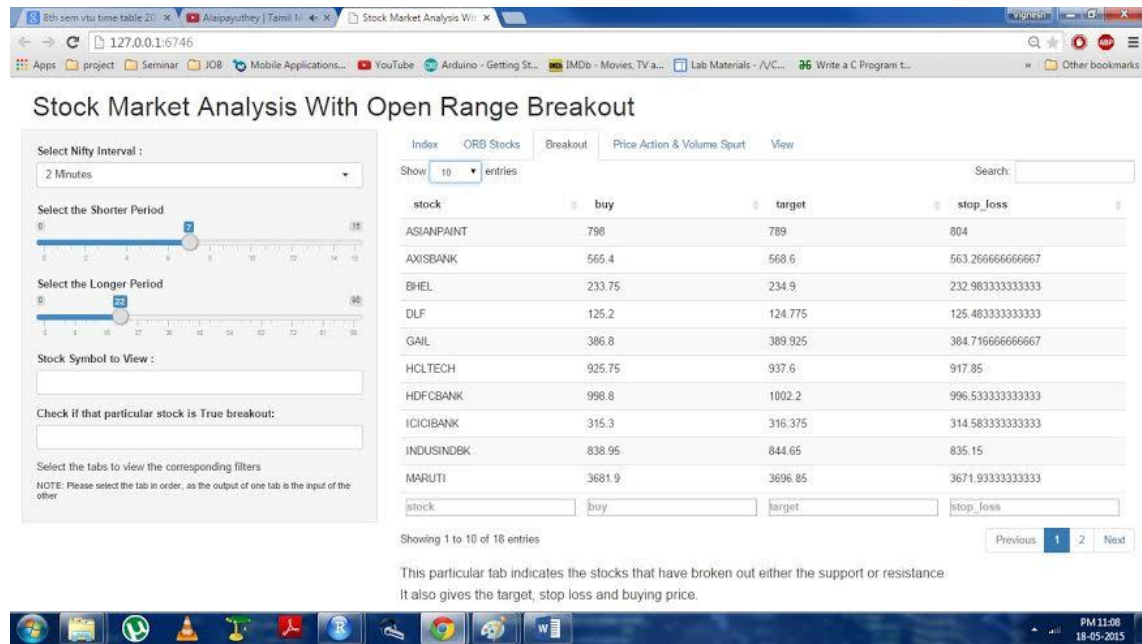 8th sem vtu time table 20
Alaipayuthey | Tamil M
Stock Market Analysis Wit
Vignesh
127.0.0.1:6746
Apps project Seminar JOB Mobile Applications... YouTube Arduino - Getting St... IMDb - Movies, TV a... Lab Materials - /\/C... Write a C Program t... » Other bookmarks
Stock Market Analysis With Open Range Breakout
Select Nifty Interval :
2 Minutes
Select the Shorter Period
0 7 15
Select the Longer Period
0 22 90
Stock Symbol to View :
Check if that particular stock is True breakout:
Select the tabs to view the corresponding filters
NOTE: Please select the tab in order, as the output of one tab is the input of the
other
Index ORB Stocks Breakout Price Action & Volume Spurt View
Show 10 entries Search:
stock buy target stop_loss
ASIANPAINT 798 789 804
AXISBANK 565.4 568.6 563.266666666667
BHEL 233.75 234.9 232.983333333333
DLF 125.2 124.775 125.483333333333
GAIL 386.8 389.925 384.716666666667
HCLTECH 925.75 937.6 917.85
HDFCBANK 998.8 1002.2 996.533333333333
ICICIBANK 315.3 316.375 314.583333333333
INDUSINDBK 838.95 844.65 835.15
MARUTI 3681.9 3696.85 3671.93333333333
stock buy target stop_loss
Showing 1 to 10 of 18 entries Previous 1 2 Next
This particular tab indicates the stocks that have broken out either the support or resistance
It also gives the target, stop loss and buying price.
PM 11:08
18-05-2015